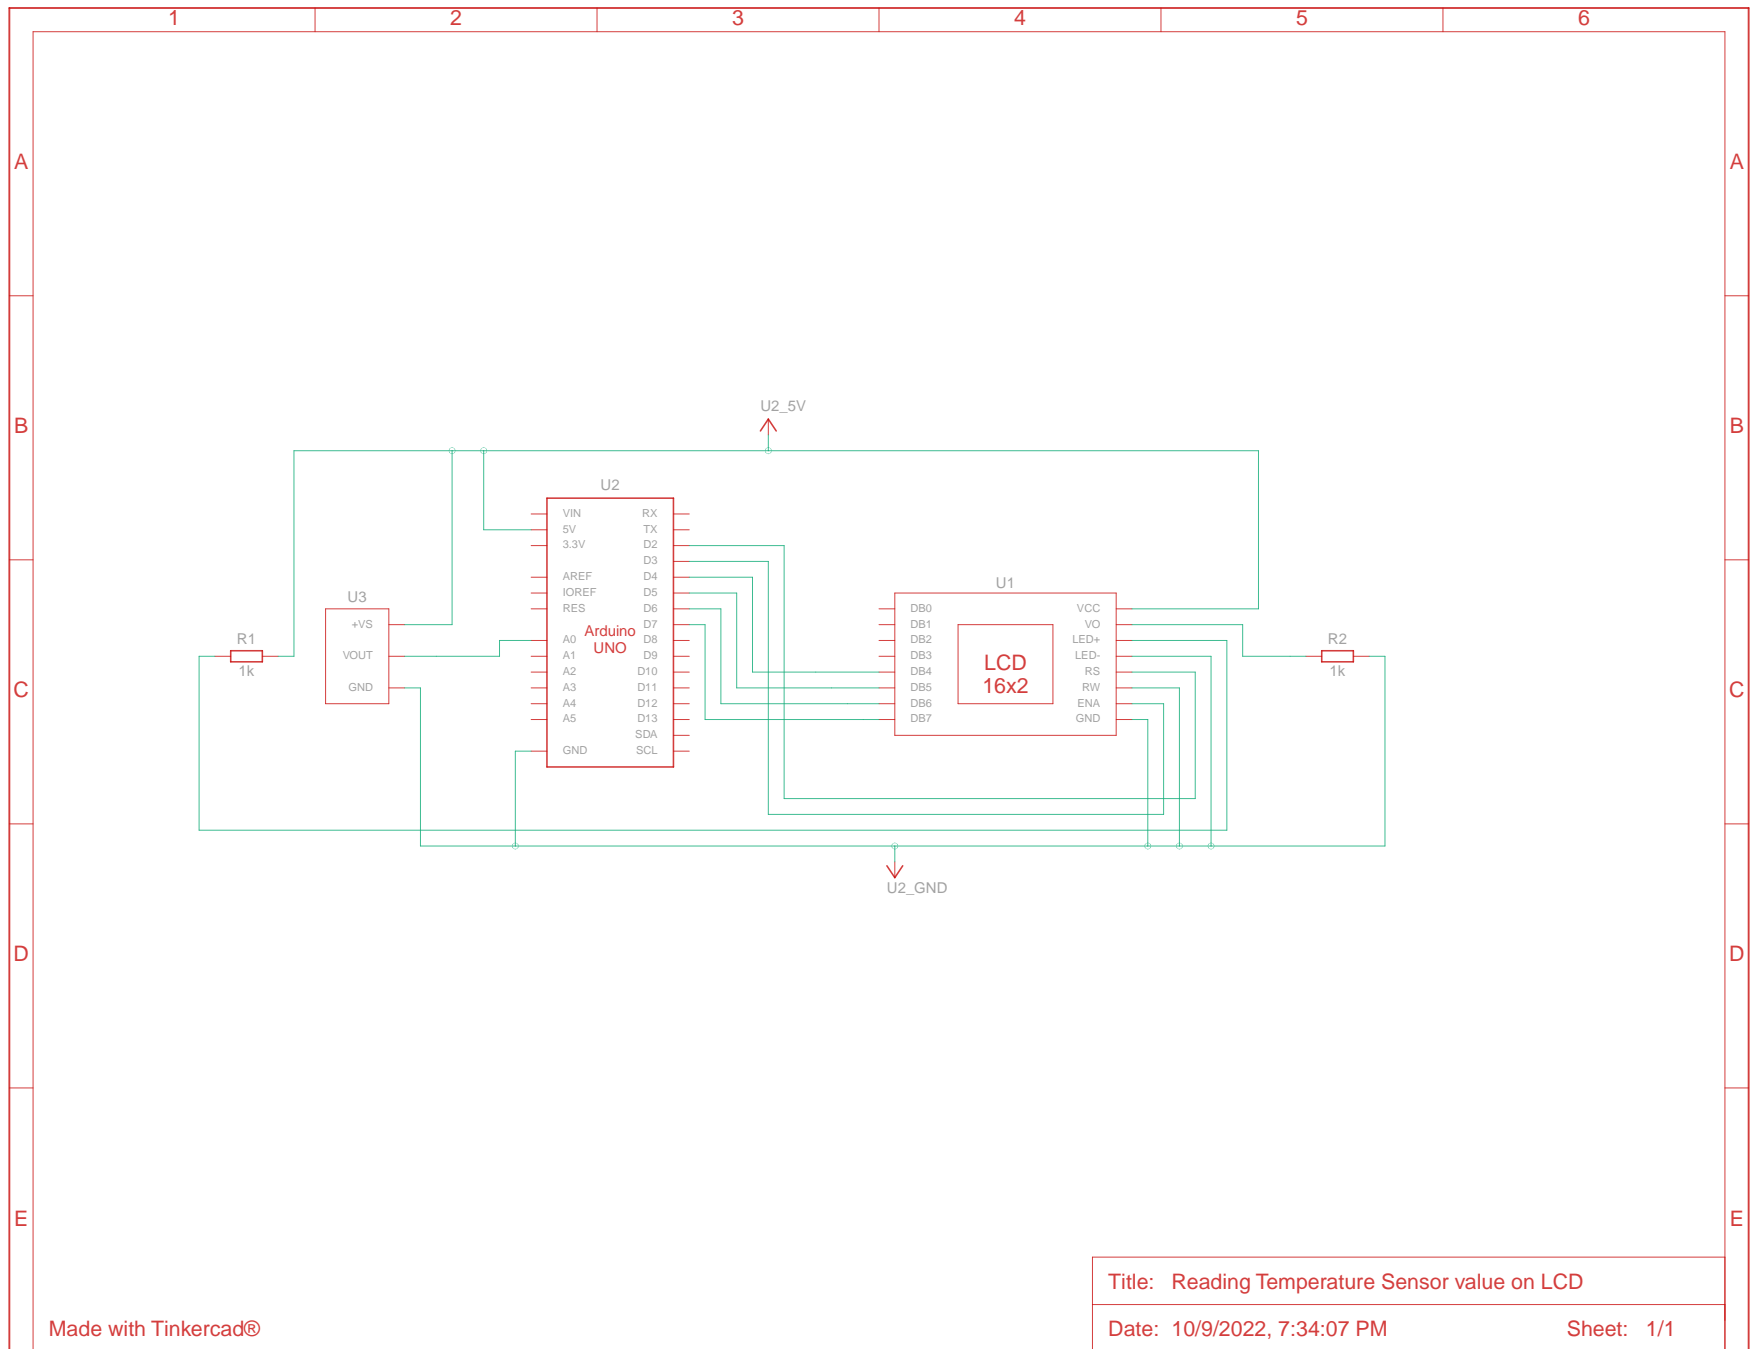 1 2 3 4 5 6
A A
U2_5V
B B
U2
VIN RX
5V TX
3.3V D2
D3
AREF D4
IOREF D5
RES D6
D7
A0 D8
A1 D9
A2 D10
A3 D11
A4 D12
A5 D13
SDA
GND SCL
Arduino
UNO
U3
+VS
VOUT
GND
R1
1k
U1
DB0 VCC
DB1 VO
DB2 LED+
DB3 LED-
DB4 RS
DB5 RW
DB6 ENA
DB7 GND
LCD
16x2
R2
1k
C C
U2_GND
D D
E E
Title: Reading Temperature Sensor value on LCD
Made with Tinkercad®
Date: 10/9/2022, 7:34:07 PM Sheet: 1/1